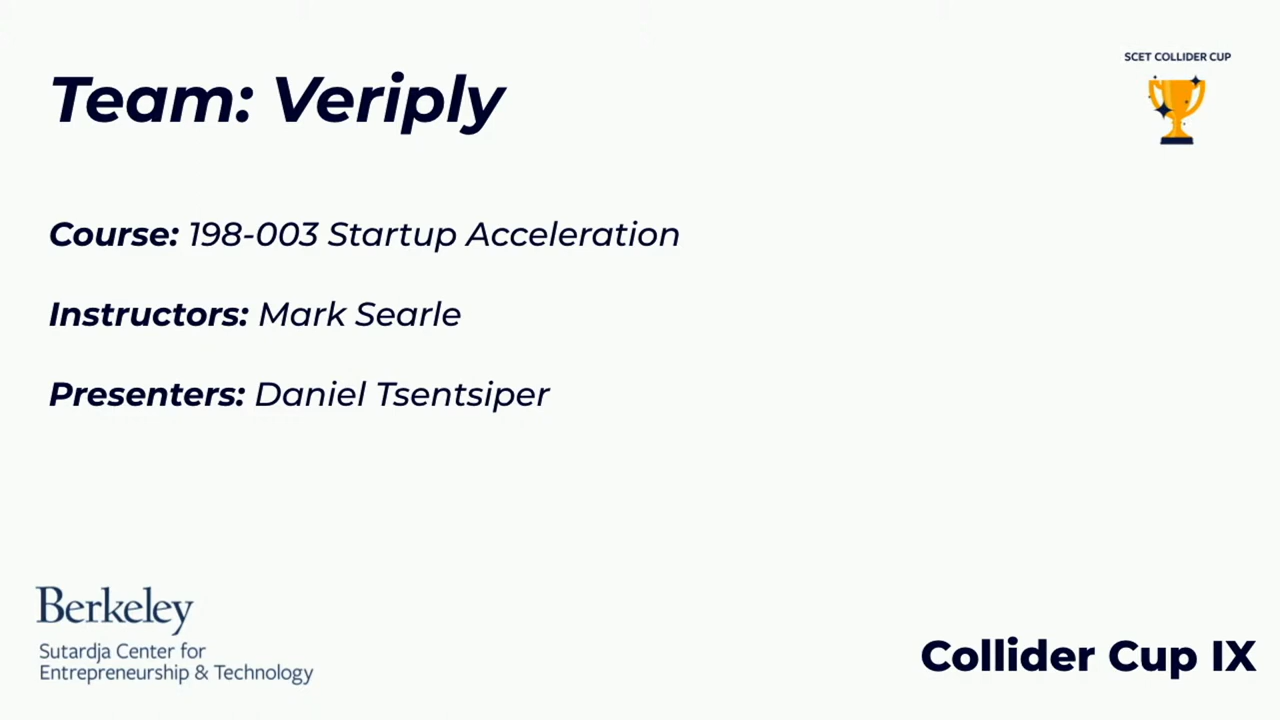 SCET COLLIDER CUP
Team: Veriply
Course: 198-003 Startup Acceleration
Instructors: Mark Searle
Presenters: Daniel Tsentsiper
Berkeley
Sutardja Center for
Entrepreneurship & Technology
Collider Cup IX